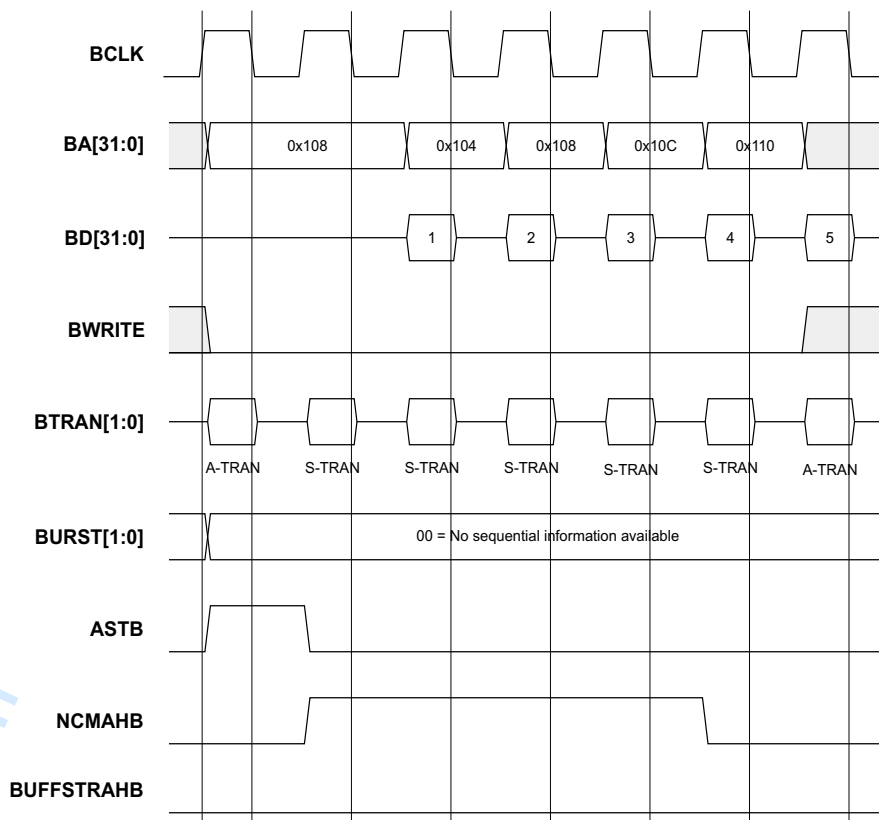 BCLK
BA[31:0]
0x108 0x104 0x108 0x10C 0x110
BD[31:0]
1 2 3 4 5
BWRITE
BTRAN[1:0]
A-TRAN S-TRAN S-TRAN S-TRAN S-TRAN S-TRAN A-TRAN
BURST[1:0]
00 = No sequential information available
ASTB
NCMAHB
BUFFSTRAHB